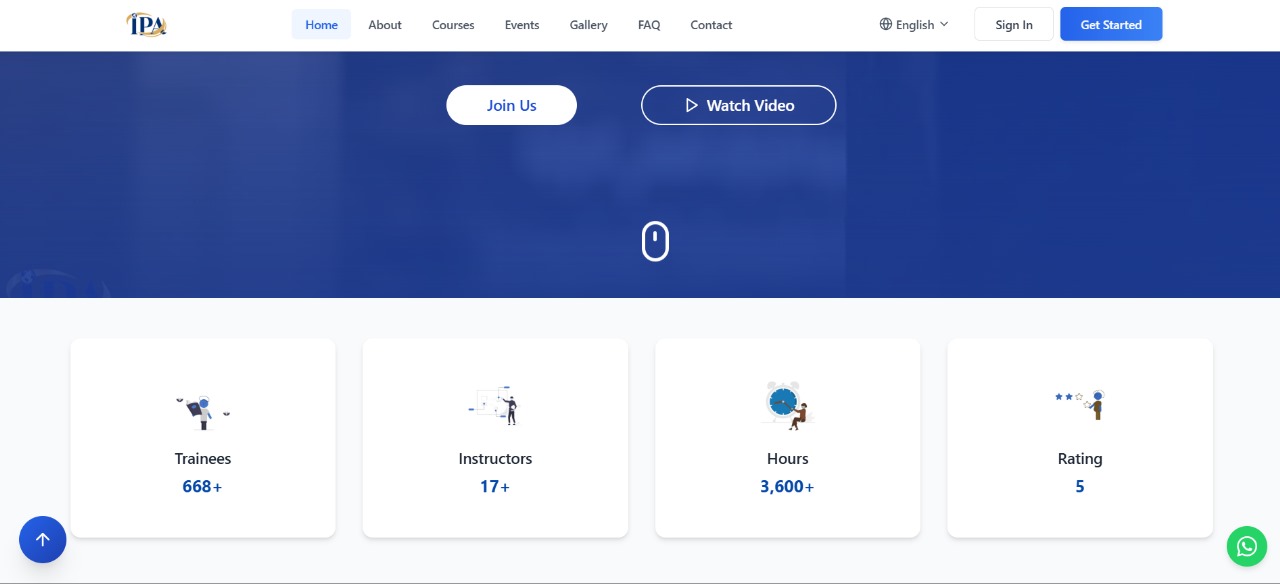 IPA
Home About Courses Events Gallery FAQ Contact English Sign In Get Started
Join Us Watch Video
IPA
Trainees Instructors Hours Rating
668+ 17+ 3,600+ 5